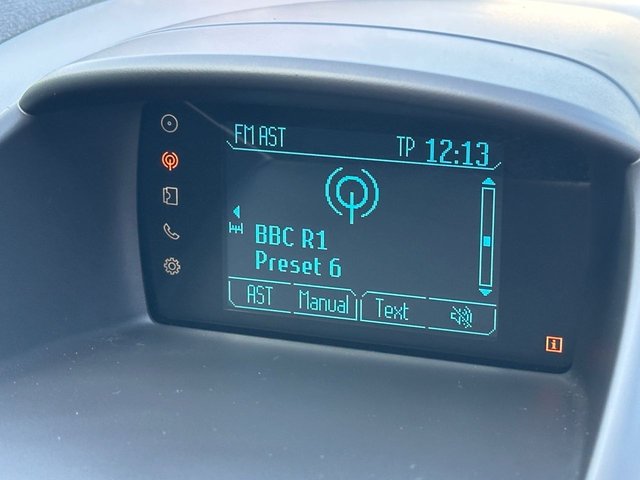 FM AST TP 12:13
BBC R1
Preset 6
AST Manual Text
i